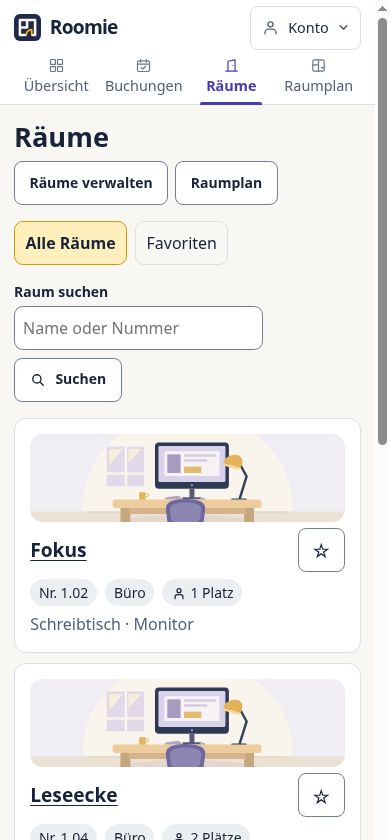 Roomie
Konto
Übersicht Buchungen Räume Raumplan
Räume
Räume verwalten Raumplan
Alle Räume Favoriten
Raum suchen
Name oder Nummer
Suchen
Fokus
Nr. 1.02 Büro 1 Platz
Schreibtisch · Monitor
Leseecke
Nr. 1.04 Büro 2 Plätze